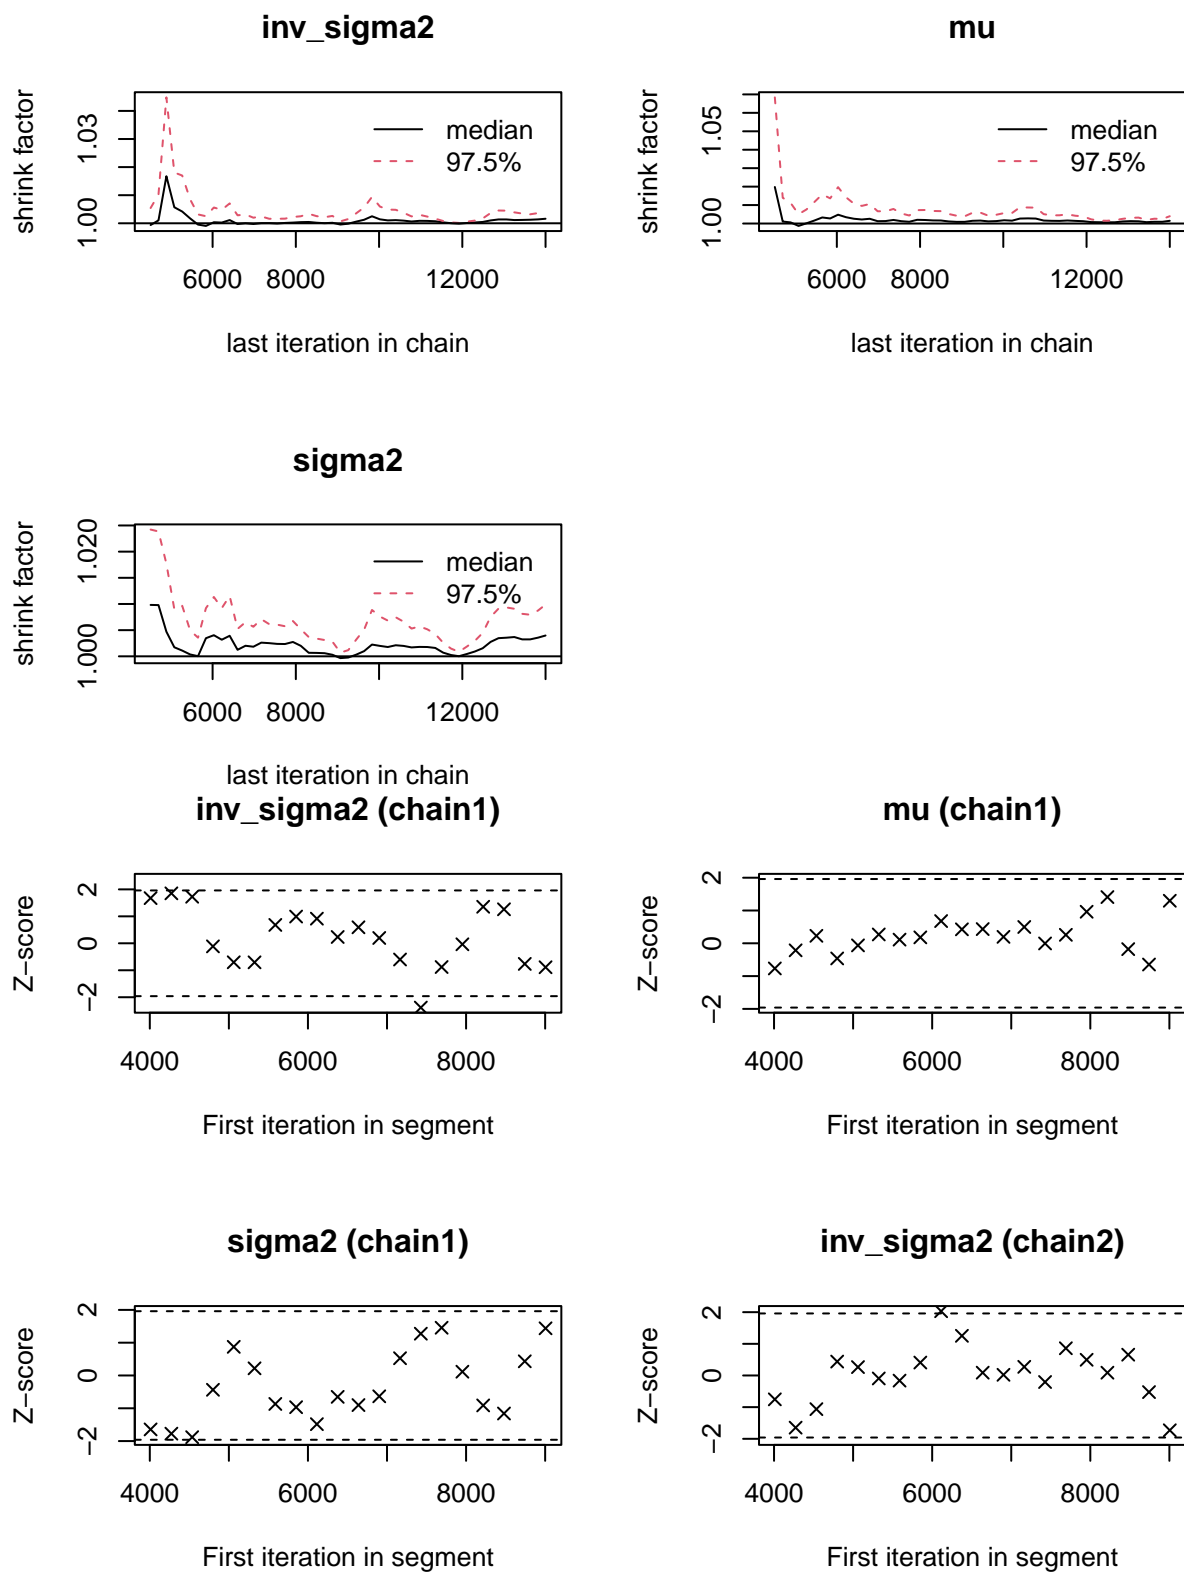 inv_sigma2
shrink factor
1.00 1.03
median
97.5%
6000 8000 12000
last iteration in chain
mu
shrink factor
1.00 1.05
median
97.5%
6000 8000 12000
last iteration in chain
sigma2
shrink factor
1.000 1.020
median
97.5%
6000 8000 12000
last iteration in chain
inv_sigma2 (chain1)
Z−score
−2 0 2
4000 6000 8000
First iteration in segment
mu (chain1)
Z−score
−2 0 2
4000 6000 8000
First iteration in segment
sigma2 (chain1)
Z−score
−2 0 2
4000 6000 8000
First iteration in segment
inv_sigma2 (chain2)
Z−score
−2 0 2
4000 6000 8000
First iteration in segment